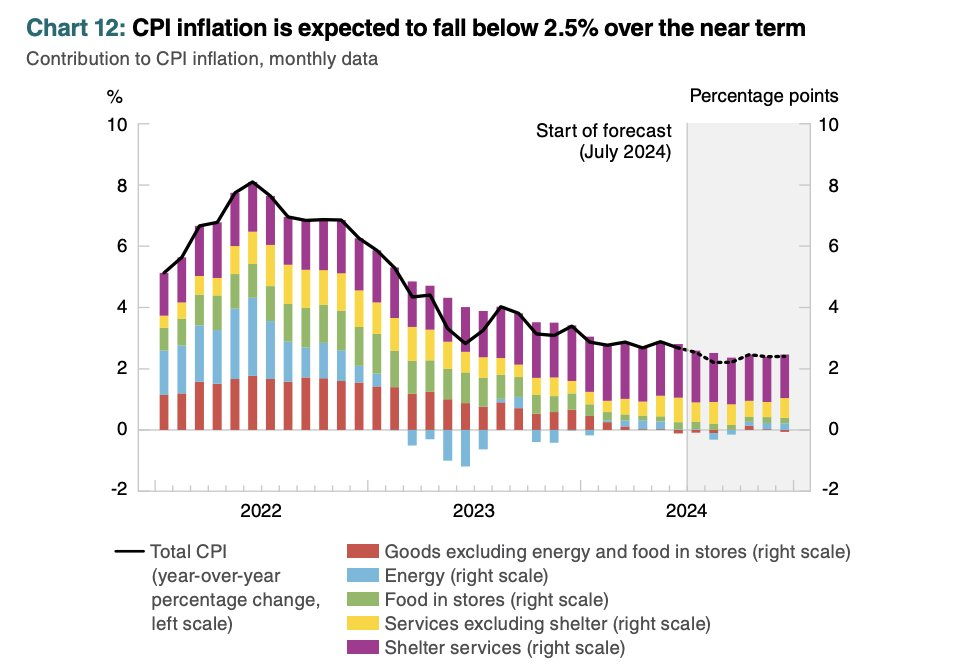 Chart 12: CPI inflation is expected to fall below 2.5% over the near term
Contribution to CPI inflation, monthly data
%
Percentage points
Start of forecast
(July 2024)
10
8
6
4
2
0
-2
10
8
6
4
2
0
-2
2022
2023
2024
Total CPI
(year-over-year
percentage change,
left scale)
Goods excluding energy and food in stores (right scale)
Energy (right scale)
Food in stores (right scale)
Services excluding shelter (right scale)
Shelter services (right scale)